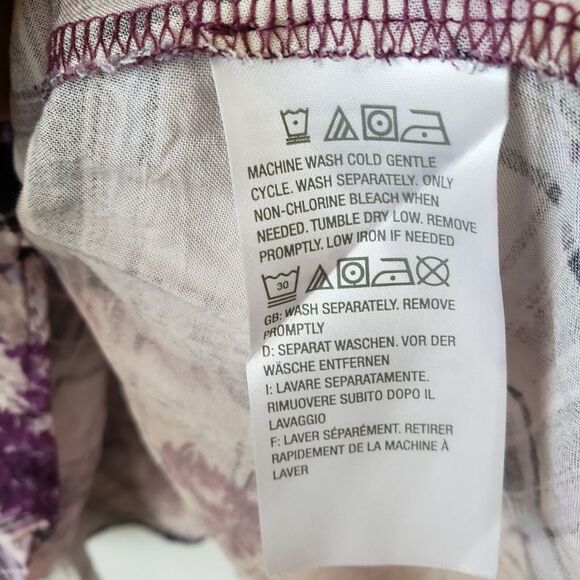 MACHINE WASH COLD GENTLE
CYCLE. WASH SEPARATELY. ONLY
NON-CHLORINE BLEACH WHEN
NEEDED. TUMBLE DRY LOW. REMOVE
PROMPTLY. LOW IRON IF NEEDED
30
GB: WASH SEPARATELY. REMOVE
PROMPTLY
D: SEPARAT WASCHEN. VOR DER
WÄSCHE ENTFERNEN
I: LAVARE SEPARATAMENTE.
RIMUOVERE SUBITO DOPO IL
LAVAGGIO
F: LAVER SÉPARÉMENT. RETIRER
RAPIDEMENT DE LA MACHINE À
LAVER